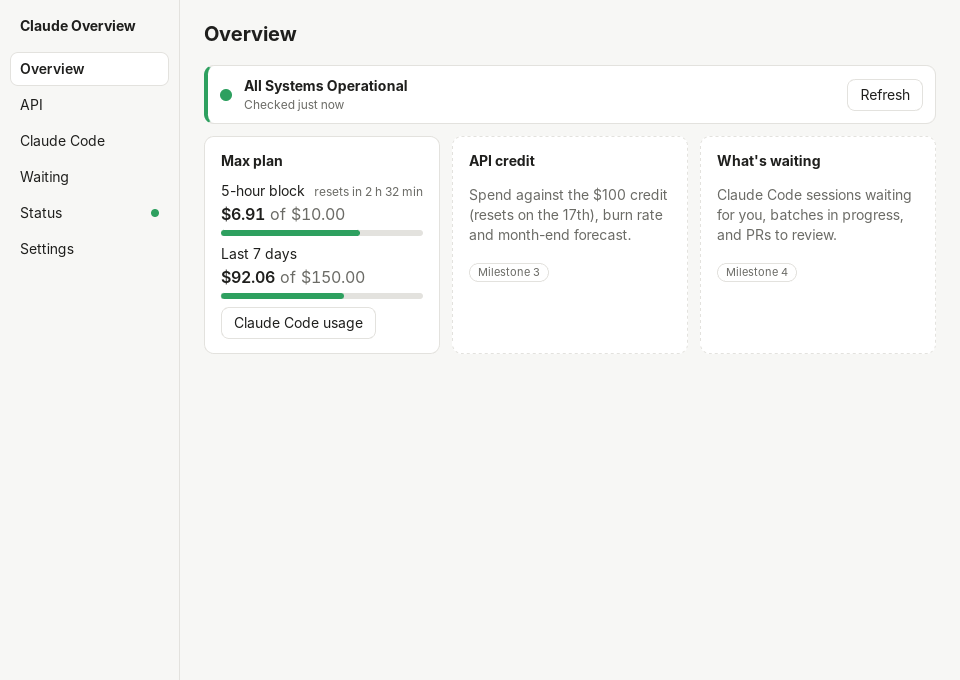 Claude Overview
Overview
API
Claude Code
Waiting
Status
Settings
Overview
All Systems Operational
Checked just now
Refresh
Max plan
5-hour block resets in 2 h 32 min
$6.91 of $10.00
Last 7 days
$92.06 of $150.00
Claude Code usage
API credit
Spend against the $100 credit
(resets on the 17th), burn rate
and month-end forecast.
Milestone 3
What's waiting
Claude Code sessions waiting
for you, batches in progress,
and PRs to review.
Milestone 4